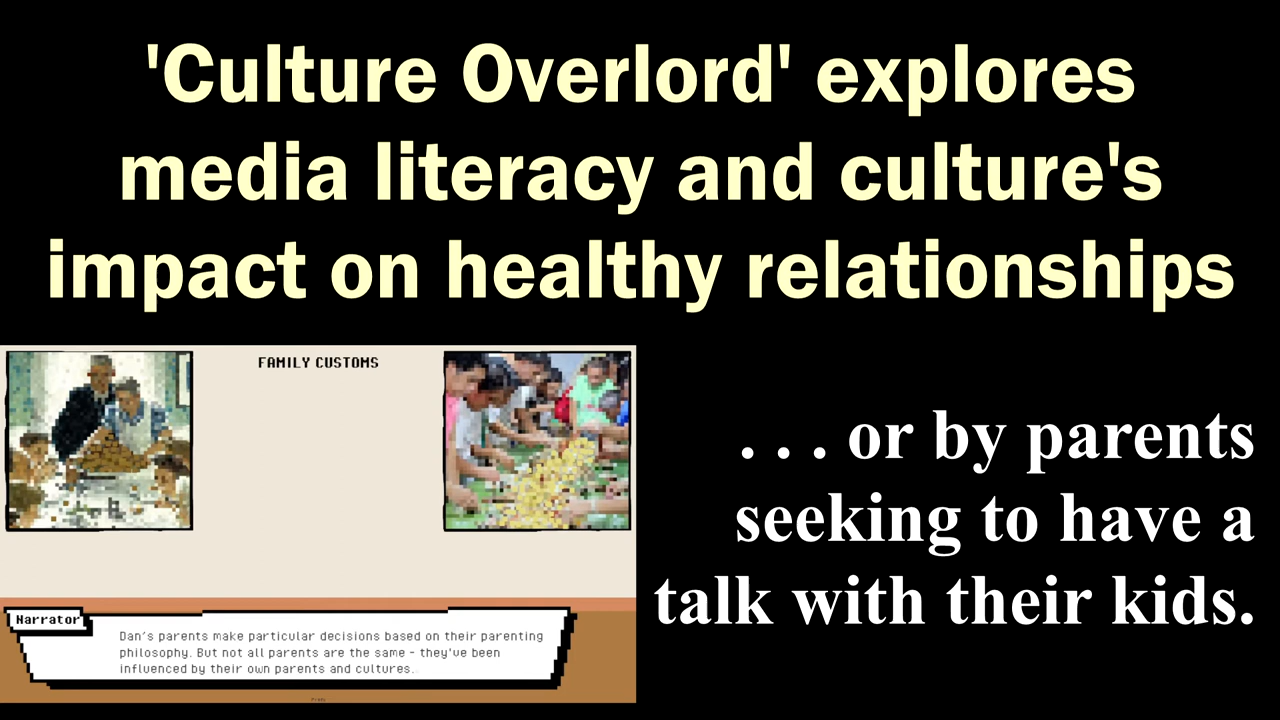 'Culture Overlord' explores
media literacy and culture's
impact on healthy relationships
FAMILY CUSTOMS
. . . or by parents
seeking to have a
talk with their kids.
Narrator
Dan's parents make particular decisions based on their parenting
philosophy. But not all parents are the same - they've been
influenced by their own parents and cultures.